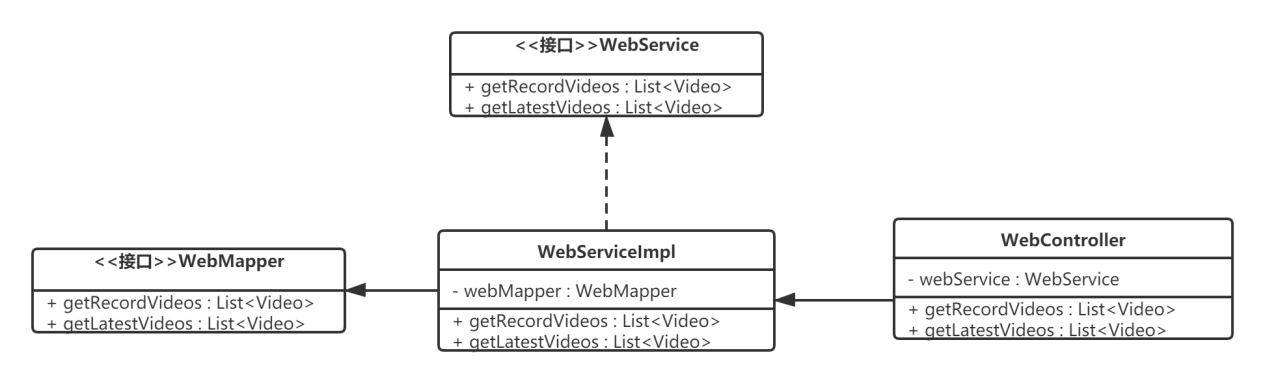 <<接口>>WebService
+ getRecordVideos : List<Video>
+ getLatestVideos : List<Video>
<<接口>>WebMapper
+ getRecordVideos : List<Video>
+ getLatestVideos : List<Video>
WebServiceImpl
- webMapper : WebMapper
+ getRecordVideos : List<Video>
+ getLatestVideos : List<Video>
WebController
- webService : WebService
+ getRecordVideos : List<Video>
+ getLatestVideos : List<Video>